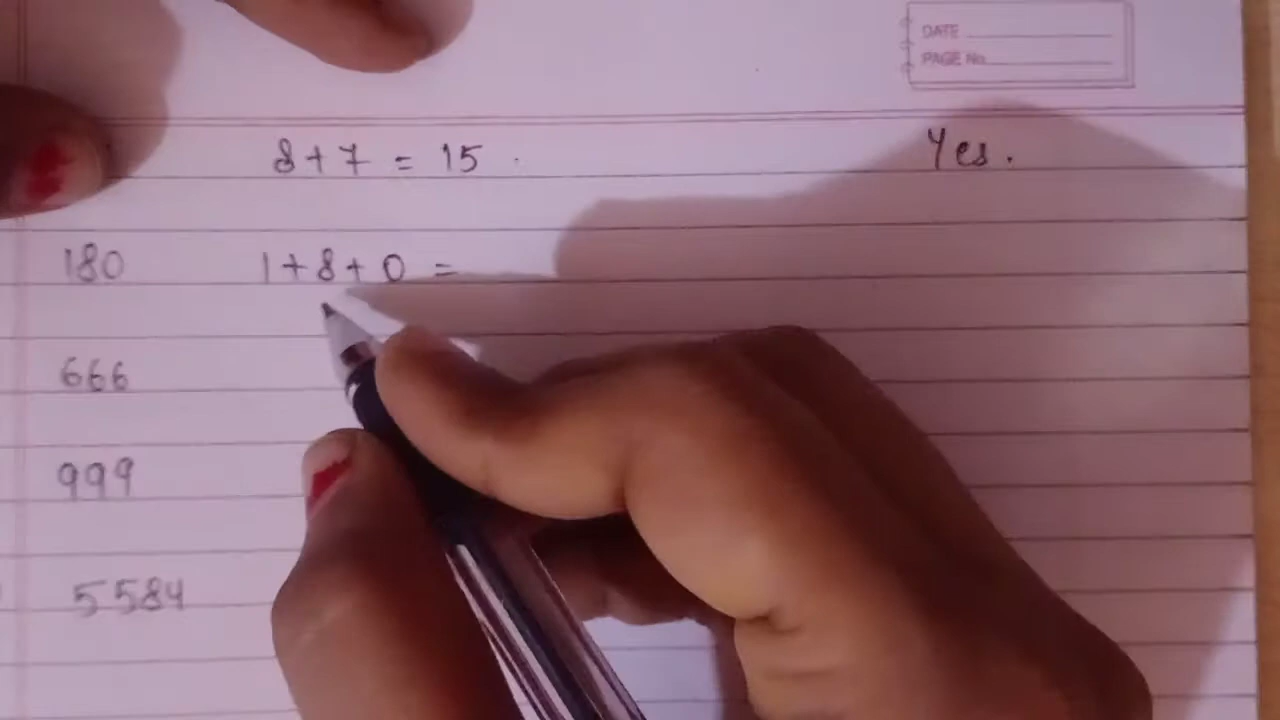 DATE
PAGE No.
8 + 7 = 15 .
Yes.
180 1 + 8 + 0 =
666
999
5584